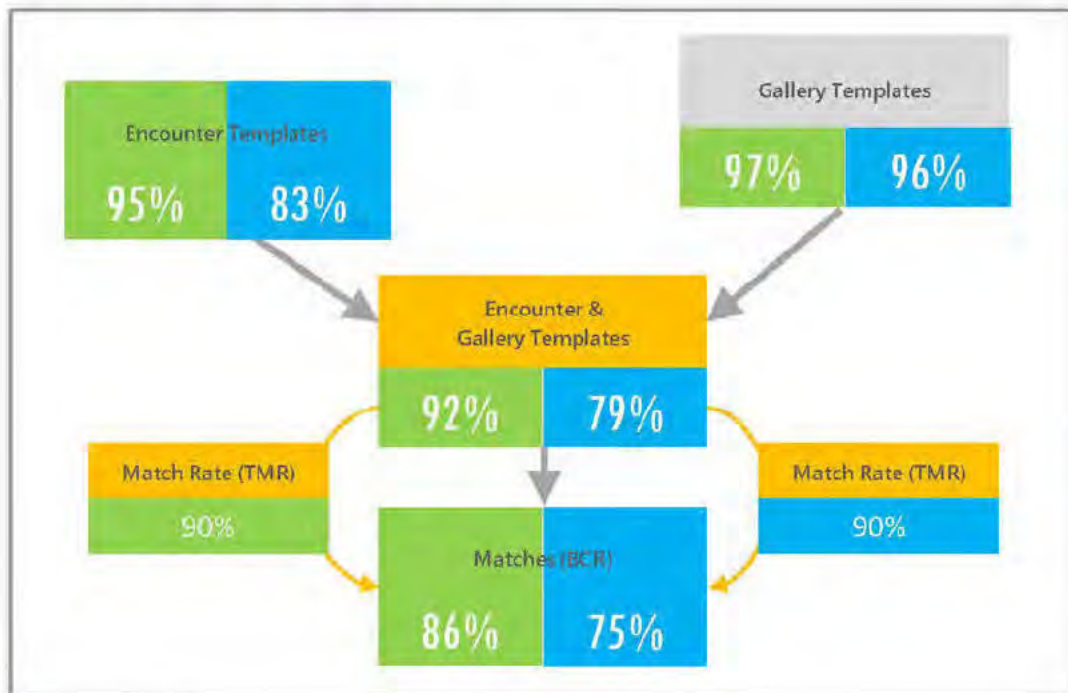 Encounter Templates
95% 83%
Gallery Templates
97% 96%
Encounter &
Gallery Templates
92% 79%
Match Rate (TMR)
90%
Match Rate (TMR)
90%
Matches (BCR)
86% 75%